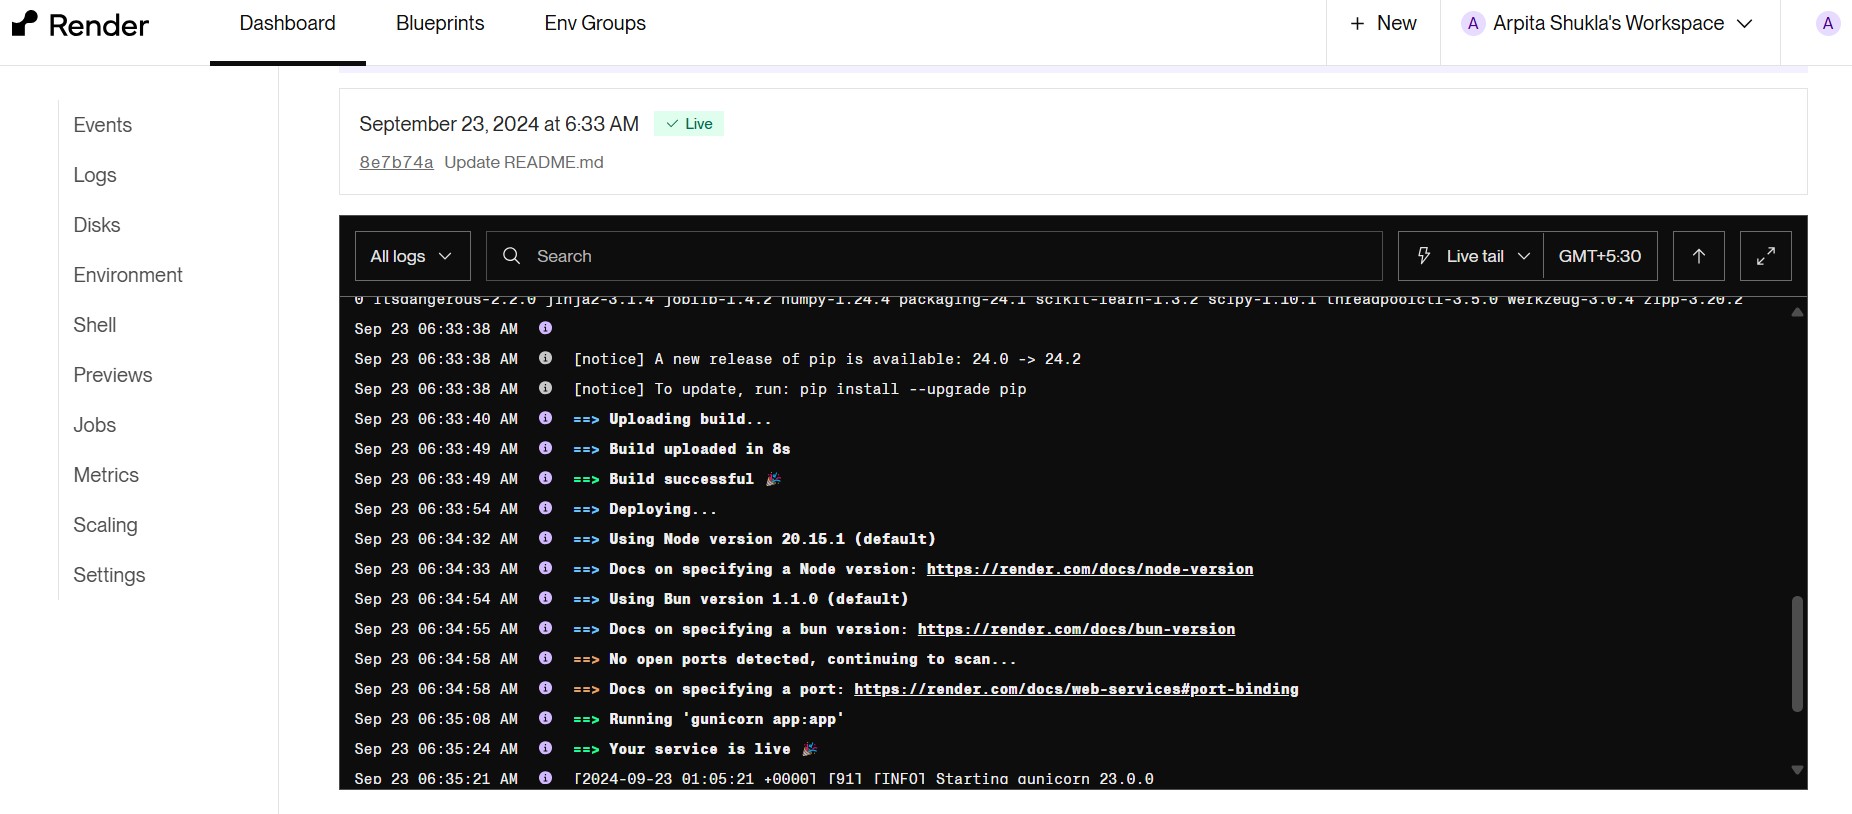 Render
Dashboard
Blueprints
Env Groups
+ New
A Arpita Shukla's Workspace
A
Events
Logs
Disks
Environment
Shell
Previews
Jobs
Metrics
Scaling
Settings
September 23, 2024 at 6:33 AM ✓ Live
8e7b74a Update README.md
All logs
Search
Live tail
GMT+5:30
0 itsdangerous-2.2.0 jinja2-3.1.4 joblib-1.4.2 numpy-1.24.4 packaging-24.1 scikit-learn-1.3.2 scipy-1.10.1 threadpoolctl-3.5.0 werkzeug-3.0.4 zipp-3.20.2
Sep 23 06:33:38 AM
Sep 23 06:33:38 AM [notice] A new release of pip is available: 24.0 -> 24.2
Sep 23 06:33:38 AM [notice] To update, run: pip install --upgrade pip
Sep 23 06:33:40 AM ==> Uploading build...
Sep 23 06:33:49 AM ==> Build uploaded in 8s
Sep 23 06:33:49 AM ==> Build successful 🎉
Sep 23 06:33:54 AM ==> Deploying...
Sep 23 06:34:32 AM ==> Using Node version 20.15.1 (default)
Sep 23 06:34:33 AM ==> Docs on specifying a Node version: https://render.com/docs/node-version
Sep 23 06:34:54 AM ==> Using Bun version 1.1.0 (default)
Sep 23 06:34:55 AM ==> Docs on specifying a bun version: https://render.com/docs/bun-version
Sep 23 06:34:58 AM ==> No open ports detected, continuing to scan...
Sep 23 06:34:58 AM ==> Docs on specifying a port: https://render.com/docs/web-services#port-binding
Sep 23 06:35:08 AM ==> Running 'gunicorn app:app'
Sep 23 06:35:24 AM ==> Your service is live 🎉
Sep 23 06:35:21 AM [2024-09-23 01:05:21 +0000] [91] [INFO] Starting gunicorn 23.0.0